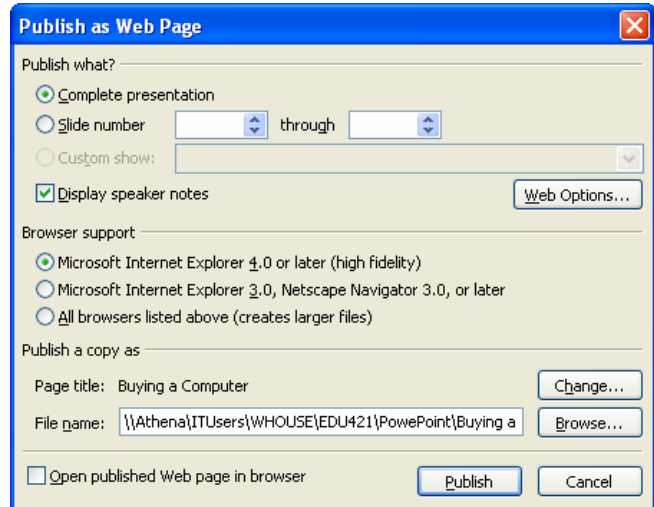 Publish as Web Page
Publish what?
Complete presentation
Slide number through
Custom show:
Display speaker notes Web Options...
Browser support
Microsoft Internet Explorer 4.0 or later (high fidelity)
Microsoft Internet Explorer 3.0, Netscape Navigator 3.0, or later
All browsers listed above (creates larger files)
Publish a copy as
Page title: Buying a Computer Change...
File name: \\Athena\ITUsers\WHOUSE\EDU421\PowePoint\Buying a Browse...
Open published Web page in browser Publish Cancel